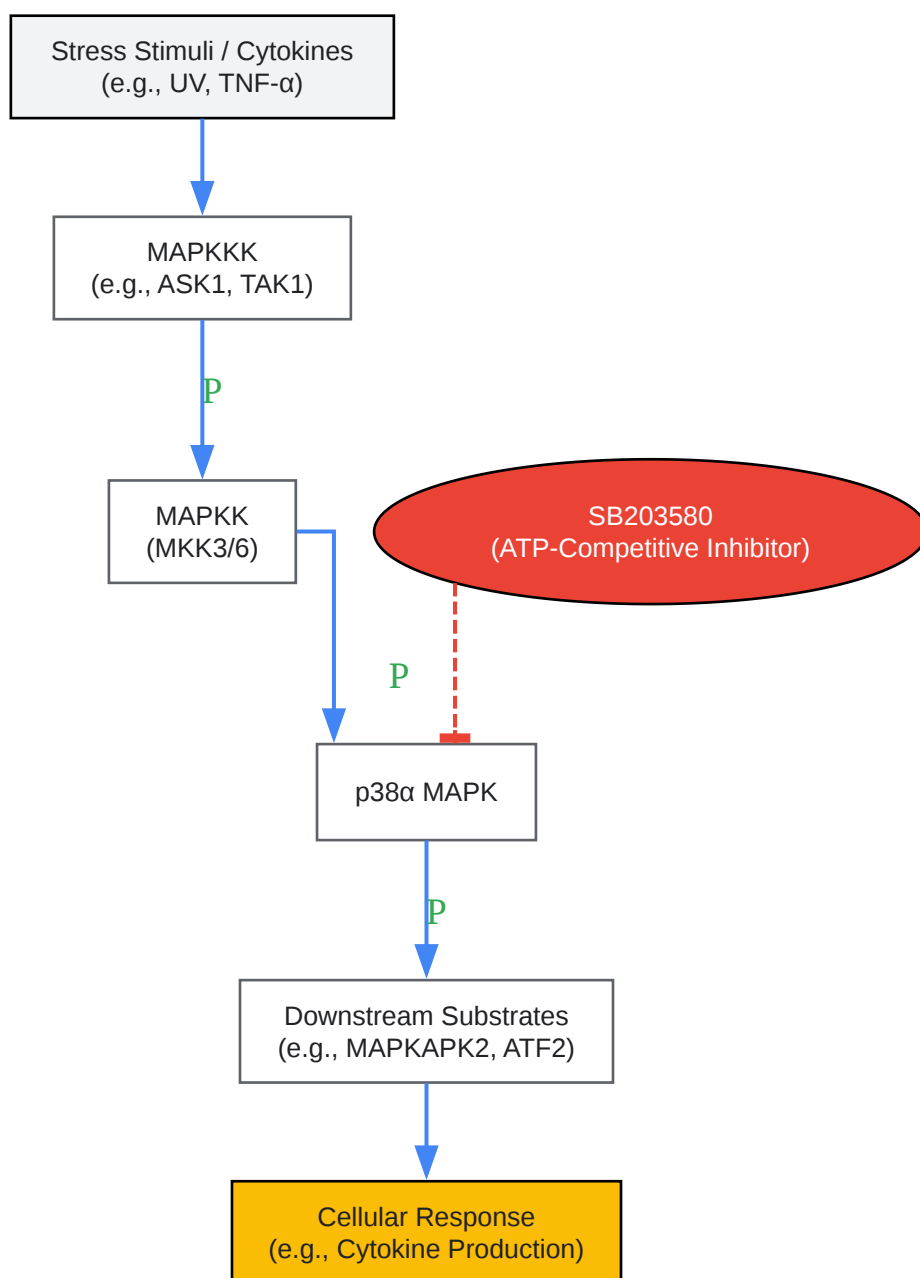 Stress Stimuli / Cytokines
(e.g., UV, TNF-α)
MAPKKK
(e.g., ASK1, TAK1)
P
MAPKK
(MKK3/6)
SB203580
(ATP-Competitive Inhibitor)
P
p38α MAPK
P
Downstream Substrates
(e.g., MAPKAPK2, ATF2)
Cellular Response
(e.g., Cytokine Production)